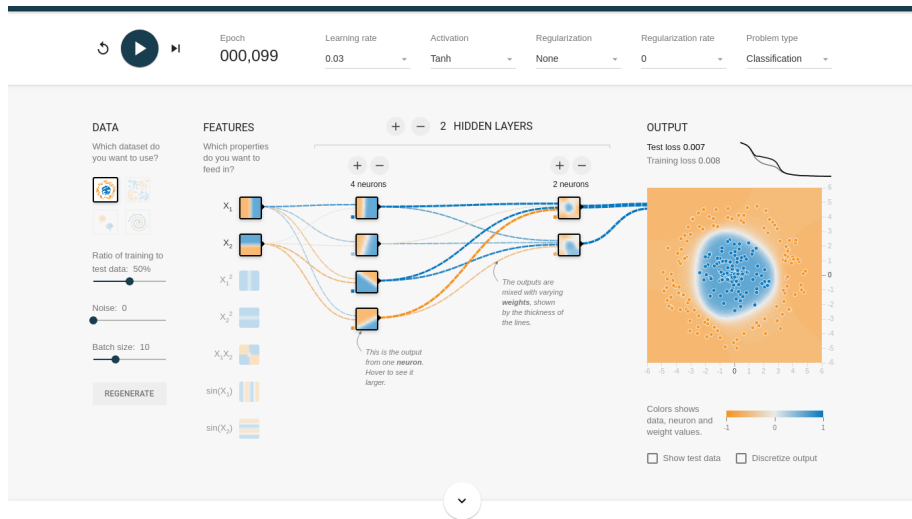 Epoch
000,099
Learning rate
0.03
Activation
Tanh
Regularization
None
Regularization rate
0
Problem type
Classification
DATA
Which dataset do
you want to use?
Ratio of training to
test data: 50%
Noise: 0
Batch size: 10
REGENERATE
FEATURES
Which properties
do you want to
feed in?
X1
X2
X1²
X2²
X1X2
sin(X1)
sin(X2)
+ − 2 HIDDEN LAYERS
+ −
4 neurons
+ −
2 neurons
This is the output
from one neuron.
Hover to see it
larger.
The outputs are
mixed with varying
weights, shown
by the thickness of
the lines.
OUTPUT
Test loss 0.007
Training loss 0.008
6
5
4
3
2
1
0
-1
-2
-3
-4
-5
-6
-6 -5 -4 -3 -2 -1 0 1 2 3 4 5 6
Colors shows
data, neuron and
weight values.
-1 0 1
Show test data
Discretize output